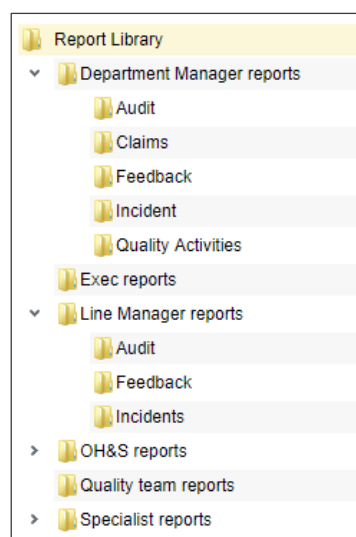 Report Library
Department Manager reports
Audit
Claims
Feedback
Incident
Quality Activities
Exec reports
Line Manager reports
Audit
Feedback
Incidents
OH&S reports
Quality team reports
Specialist reports